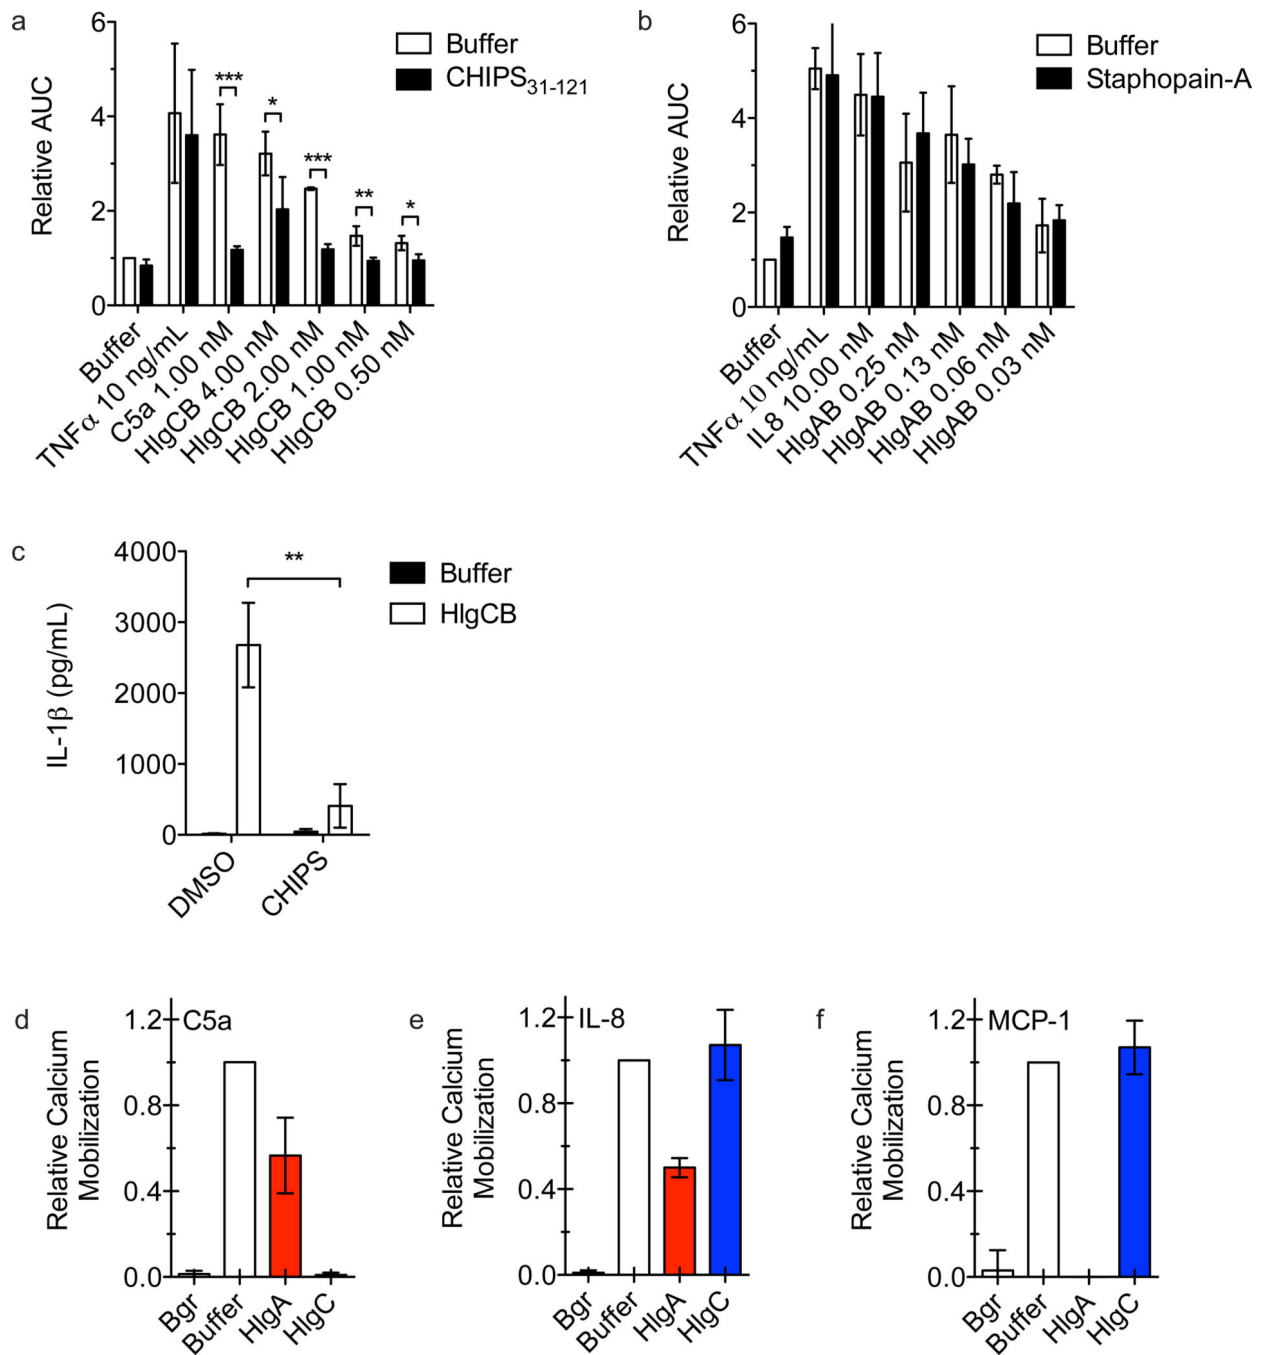 a
6
4
2
0
Relative AUC
Buffer
CHIPS31-121
***
*
***
**
*
Buffer
TNFα 10 ng/mL
C5a 1.00 nM
HlgCB 4.00 nM
HlgCB 2.00 nM
HlgCB 1.00 nM
HlgCB 0.50 nM
b
6
4
2
0
Relative AUC
Buffer
Staphopain-A
Buffer
TNFα 10 ng/mL
IL8 10.00 nM
HlgAB 0.25 nM
HlgAB 0.13 nM
HlgAB 0.06 nM
HlgAB 0.03 nM
c
4000
3000
2000
1000
0
IL-1β (pg/mL)
**
Buffer
HlgCB
DMSO
CHIPS
d
1.2
0.8
0.4
0.0
Relative Calcium
Mobilization
C5a
Bgr
Buffer
HlgA
HlgC
e
1.2
0.8
0.4
0.0
Relative Calcium
Mobilization
IL-8
Bgr
Buffer
HlgA
HlgC
f
1.2
0.8
0.4
0.0
Relative Calcium
Mobilization
MCP-1
Bgr
Buffer
HlgA
HlgC